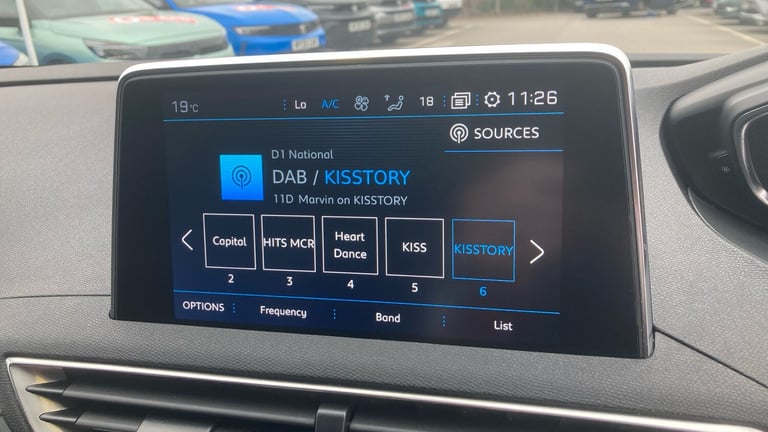 19°C Lo A/C 18 11:26
SOURCES
D1 National
DAB / KISSTORY
11D Marvin on KISSTORY
Capital HITS MCR Heart Dance KISS KISSTORY
2 3 4 5 6
OPTIONS Frequency Band List